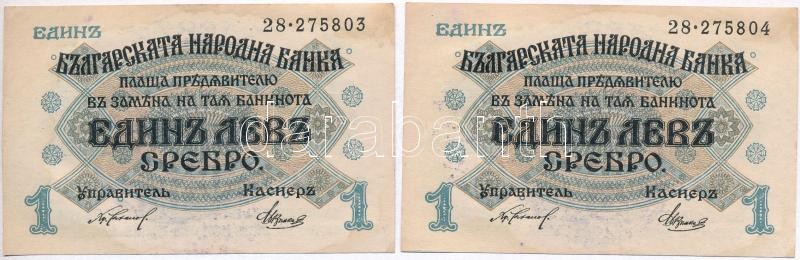 ЕДИНЪ 28·275803
БЪЛГАРСКАТА НАРОДНА БАНКА
ПЛАЩА ПРѢДЯВИТЕЛЮ
ВЪ ЗАМѢНА НА ТАЯ БАНКНОТА
ЕДИНЪ ЛЕВЪ
СРЕБРО.
Управитель Касиеръ
1 1
ЕДИНЪ 28·275804
БЪЛГАРСКАТА НАРОДНА БАНКА
ПЛАЩА ПРѢДЯВИТЕЛЮ
ВЪ ЗАМѢНА НА ТАЯ БАНКНОТА
ЕДИНЪ ЛЕВЪ
СРЕБРО.
Управитель Касиеръ
1 1